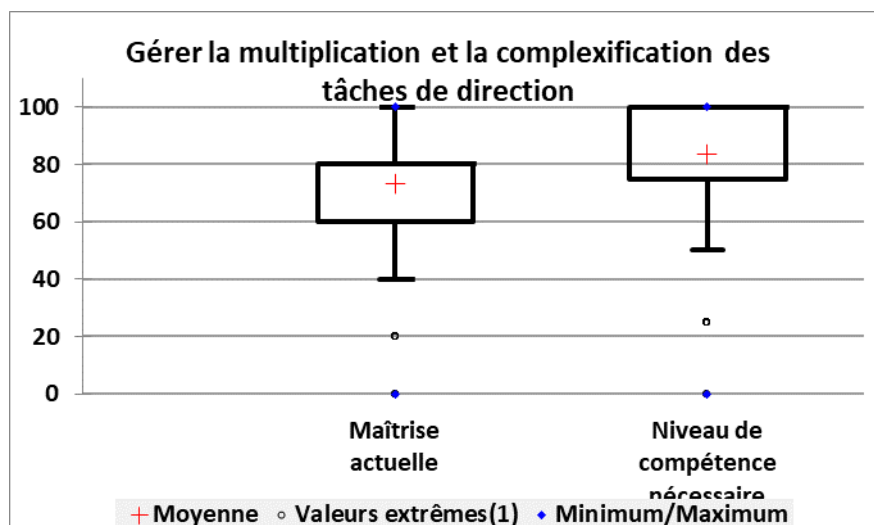 Gérer la multiplication et la complexification des
tâches de direction
100
80
60
40
20
0
Maîtrise
actuelle
Niveau de
compétence
nécessaire
Moyenne
Valeurs extrêmes(1)
Minimum/Maximum